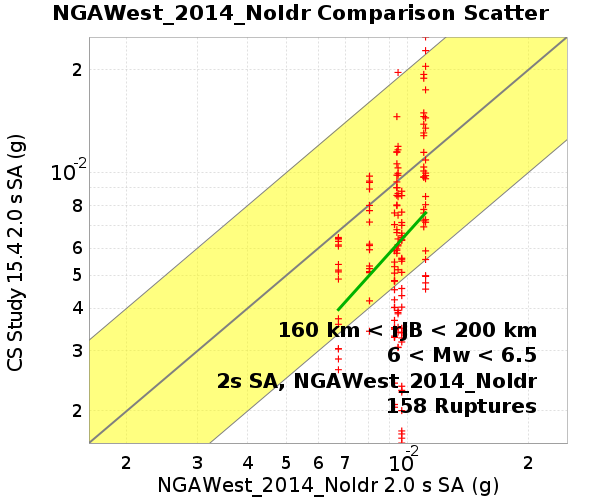 NGAWest_2014_NoIdr Comparison Scatter
CS Study 15.4 2.0 s SA (g)
2
10-2
8
6
5
4
3
2
160 km < rJB < 200 km
6 < Mw < 6.5
2s SA, NGAWest_2014_NoIdr
158 Ruptures
2 3 4 5 6 7 10-2 2
NGAWest_2014_NoIdr 2.0 s SA (g)